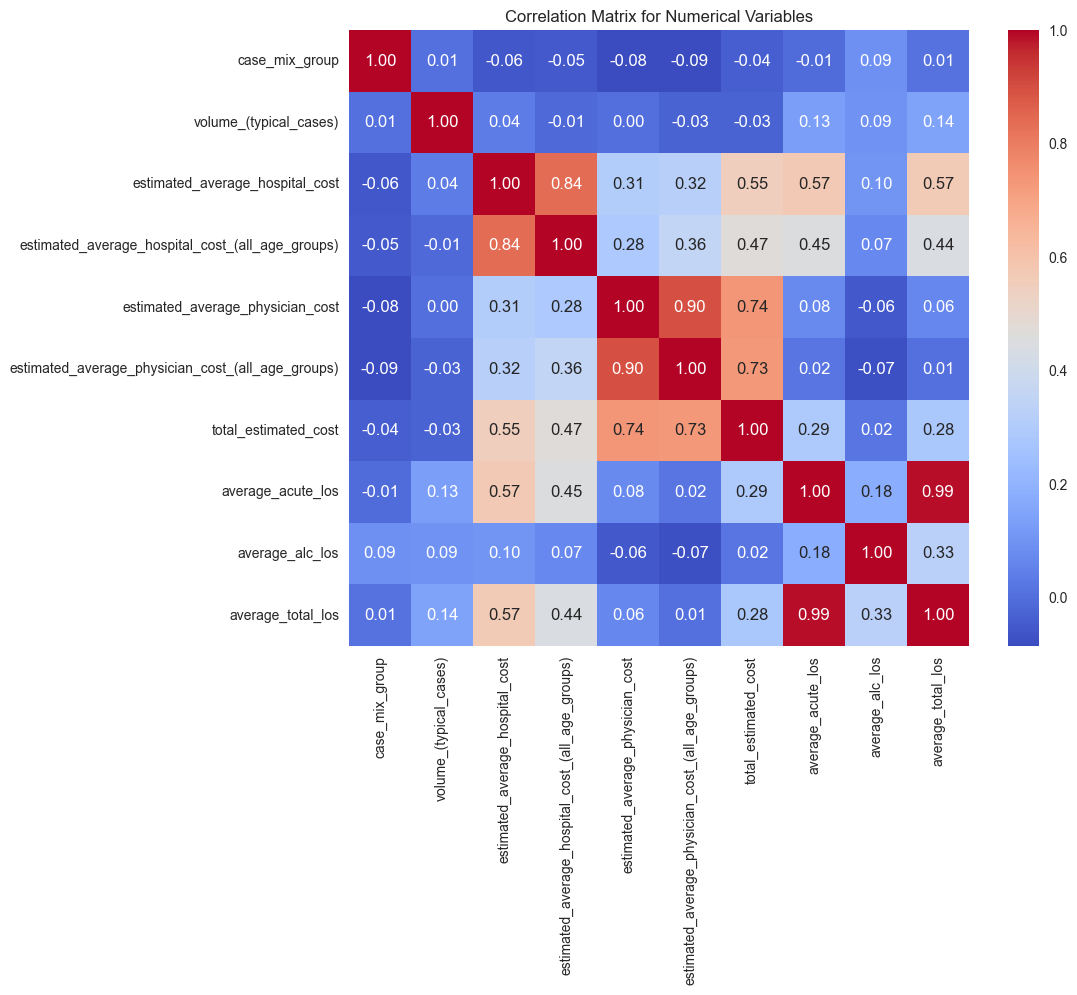 Correlation Matrix for Numerical Variables
case_mix_group 1.00 0.01 -0.06 -0.05 -0.08 -0.09 -0.04 -0.01 0.09 0.01
volume_(typical_cases) 0.01 1.00 0.04 -0.01 0.00 -0.03 -0.03 0.13 0.09 0.14
estimated_average_hospital_cost -0.06 0.04 1.00 0.84 0.31 0.32 0.55 0.57 0.10 0.57
estimated_average_hospital_cost_(all_age_groups) -0.05 -0.01 0.84 1.00 0.28 0.36 0.47 0.45 0.07 0.44
estimated_average_physician_cost -0.08 0.00 0.31 0.28 1.00 0.90 0.74 0.08 -0.06 0.06
estimated_average_physician_cost_(all_age_groups) -0.09 -0.03 0.32 0.36 0.90 1.00 0.73 0.02 -0.07 0.01
total_estimated_cost -0.04 -0.03 0.55 0.47 0.74 0.73 1.00 0.29 0.02 0.28
average_acute_los -0.01 0.13 0.57 0.45 0.08 0.02 0.29 1.00 0.18 0.99
average_alc_los 0.09 0.09 0.10 0.07 -0.06 -0.07 0.02 0.18 1.00 0.33
average_total_los 0.01 0.14 0.57 0.44 0.06 0.01 0.28 0.99 0.33 1.00
case_mix_group
volume_(typical_cases)
estimated_average_hospital_cost
estimated_average_hospital_cost_(all_age_groups)
estimated_average_physician_cost
estimated_average_physician_cost_(all_age_groups)
total_estimated_cost
average_acute_los
average_alc_los
average_total_los
1.0
0.8
0.6
0.4
0.2
0.0